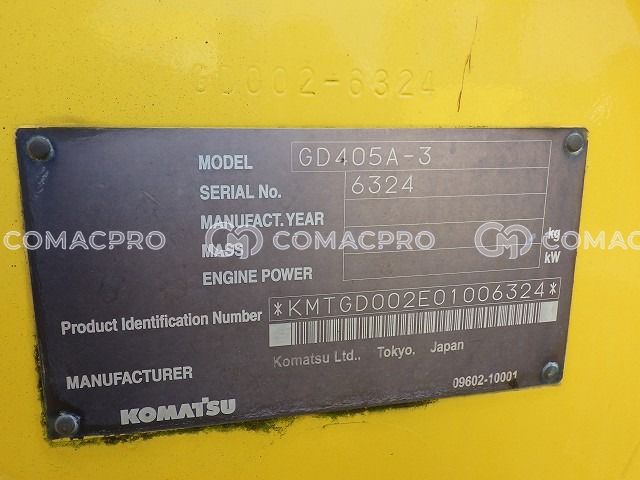 GD002-6324
MODEL GD405A-3
SERIAL No. 6324
MANUFACT.YEAR
COMACPRO COMACPRO COMACPRO
MASS kg
ENGINE POWER kW
Product Identification Number *KMTGD002E01006324*
MANUFACTURER Komatsu Ltd., Tokyo, Japan
KOMATSU 09602-10001